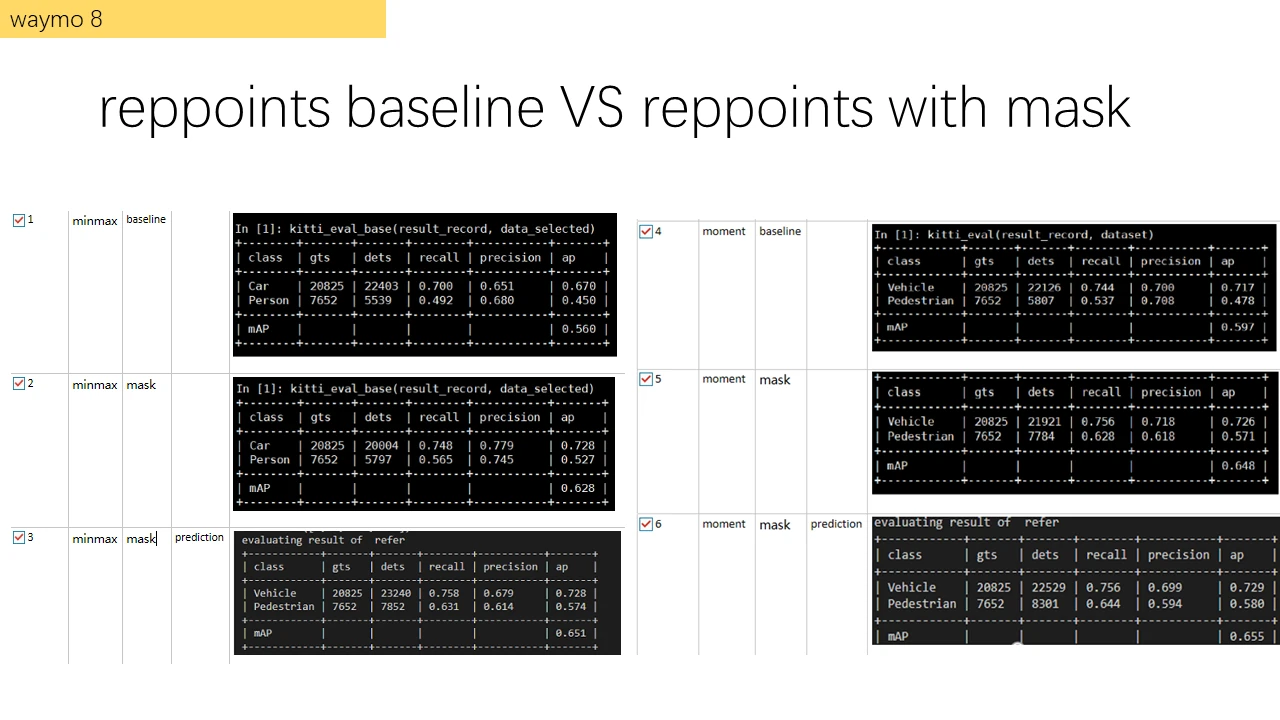 waymo 8
reppoints baseline VS reppoints with mask
1 minmax baseline
In [1]: kitti_eval_base(result_record, data_selected)
+--------+-------+-------+--------+-----------+-------+
| class | gts | dets | recall | precision | ap |
+--------+-------+-------+--------+-----------+-------+
| Car | 20825 | 22403 | 0.700 | 0.651 | 0.670 |
| Person | 7652 | 5539 | 0.492 | 0.680 | 0.450 |
+--------+-------+-------+--------+-----------+-------+
| mAP | | | | | 0.560 |
+--------+-------+-------+--------+-----------+-------+
2 minmax mask
In [1]: kitti_eval_base(result_record, data_selected)
+--------+-------+-------+--------+-----------+-------+
| class | gts | dets | recall | precision | ap |
+--------+-------+-------+--------+-----------+-------+
| Car | 20825 | 20004 | 0.748 | 0.779 | 0.728 |
| Person | 7652 | 5797 | 0.565 | 0.745 | 0.527 |
+--------+-------+-------+--------+-----------+-------+
| mAP | | | | | 0.628 |
+--------+-------+-------+--------+-----------+-------+
3 minmax mask prediction
evaluating result of refer
+------------+-------+-------+--------+-----------+-------+
| class | gts | dets | recall | precision | ap |
+------------+-------+-------+--------+-----------+-------+
| Vehicle | 20825 | 23240 | 0.758 | 0.679 | 0.728 |
| Pedestrian | 7652 | 7852 | 0.631 | 0.614 | 0.574 |
+------------+-------+-------+--------+-----------+-------+
| mAP | | | | | 0.651 |
+------------+-------+-------+--------+-----------+-------+
4 moment baseline
In [1]: kitti_eval(result_record, dataset)
+------------+-------+-------+--------+-----------+-------+
| class | gts | dets | recall | precision | ap |
+------------+-------+-------+--------+-----------+-------+
| Vehicle | 20825 | 22126 | 0.744 | 0.700 | 0.717 |
| Pedestrian | 7652 | 5807 | 0.537 | 0.708 | 0.478 |
+------------+-------+-------+--------+-----------+-------+
| mAP | | | | | 0.597 |
+------------+-------+-------+--------+-----------+-------+
5 moment mask
+------------+-------+-------+--------+-----------+-------+
| class | gts | dets | recall | precision | ap |
+------------+-------+-------+--------+-----------+-------+
| Vehicle | 20825 | 21921 | 0.756 | 0.718 | 0.726 |
| Pedestrian | 7652 | 7784 | 0.628 | 0.618 | 0.571 |
+------------+-------+-------+--------+-----------+-------+
| mAP | | | | | 0.648 |
+------------+-------+-------+--------+-----------+-------+
6 moment mask prediction
evaluating result of refer
+------------+-------+-------+--------+-----------+-------+
| class | gts | dets | recall | precision | ap |
+------------+-------+-------+--------+-----------+-------+
| Vehicle | 20825 | 22529 | 0.756 | 0.699 | 0.729 |
| Pedestrian | 7652 | 8301 | 0.644 | 0.594 | 0.580 |
+------------+-------+-------+--------+-----------+-------+
| mAP | | | | | 0.655 |